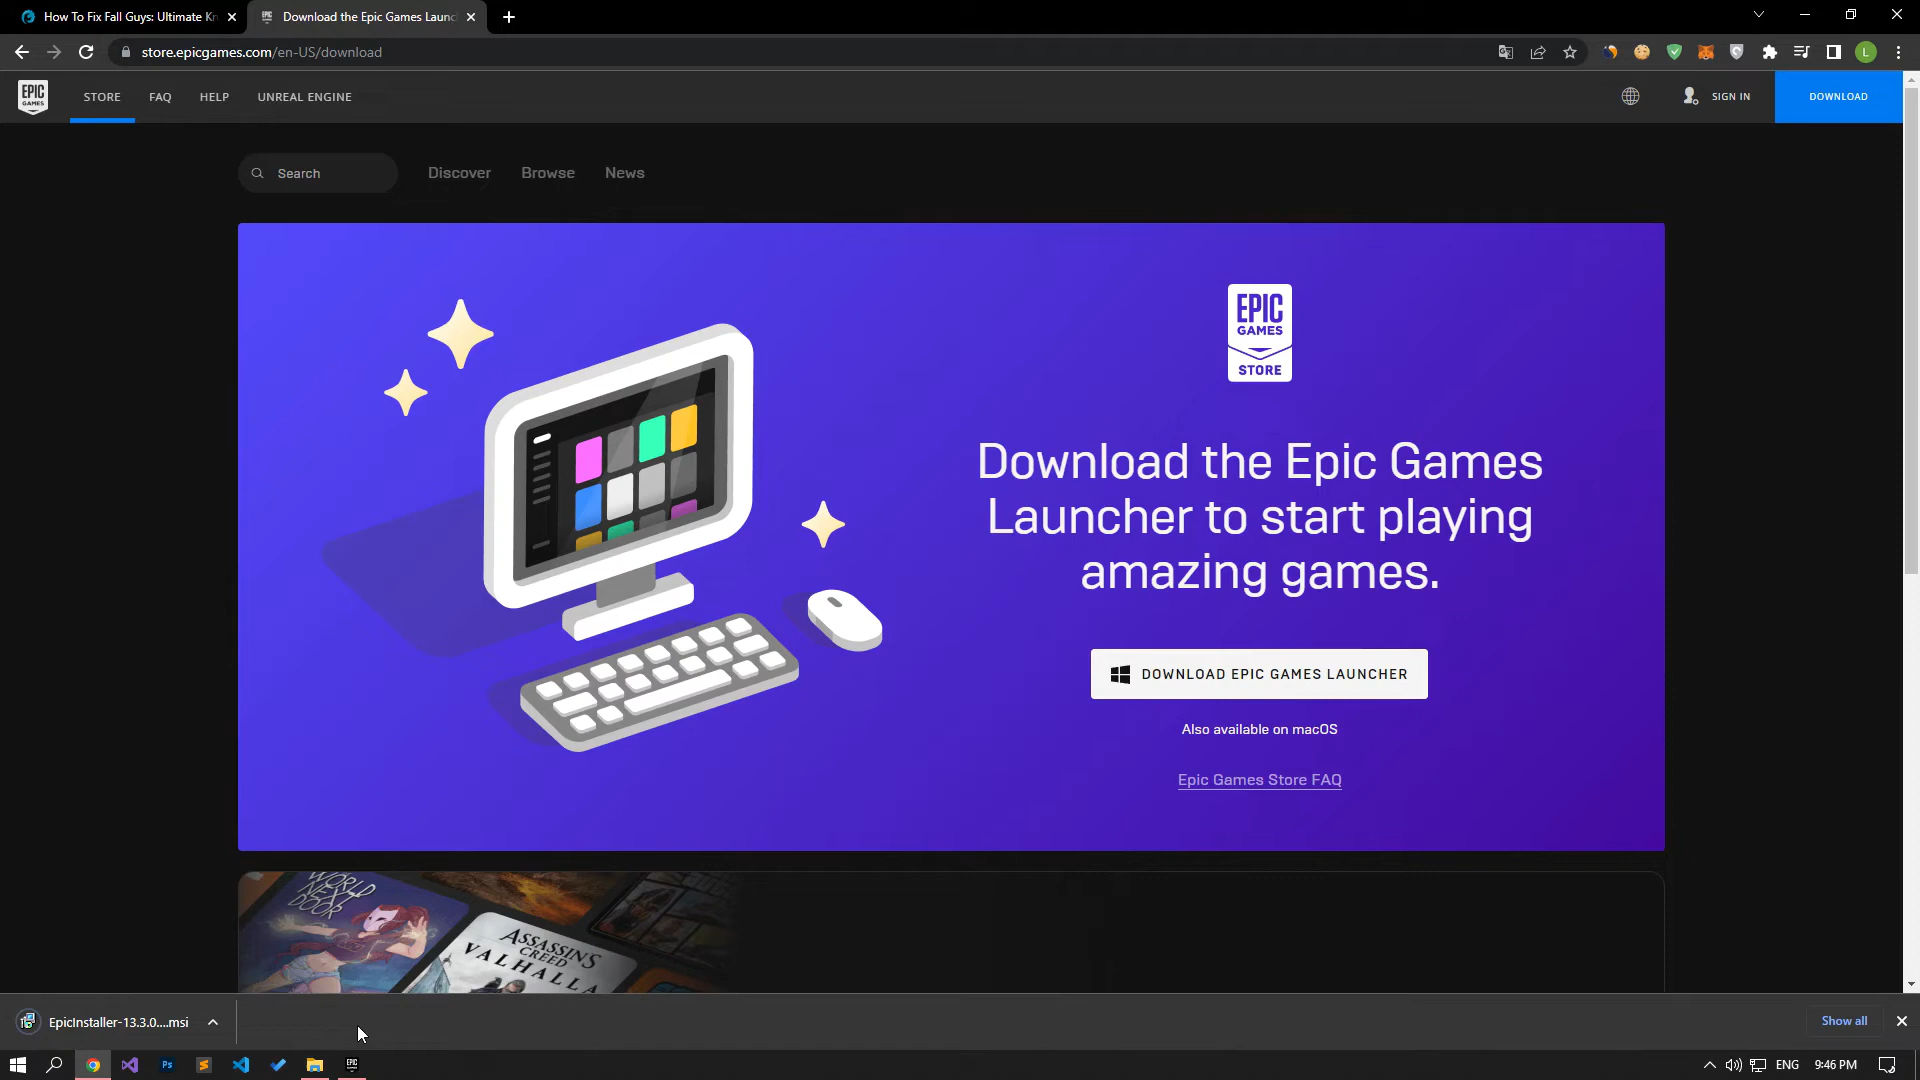 How To Fix Fall Guys: Ultimate Kn
Download the Epic Games Launc
store.epicgames.com/en-US/download
L
EPIC
GAMES
STORE
FAQ
HELP
UNREAL ENGINE
SIGN IN
DOWNLOAD
Search
Discover
Browse
News
EPIC
GAMES
STORE
Download the Epic Games
Launcher to start playing
amazing games.
DOWNLOAD EPIC GAMES LAUNCHER
Also available on macOS
Epic Games Store FAQ
WORLD
NEXT
DOOR
ASSASSIN'S
CREED
VALHALLA
EpicInstaller-13.3.0....msi
Show all
Ps
EPIC
ENG
9:46 PM